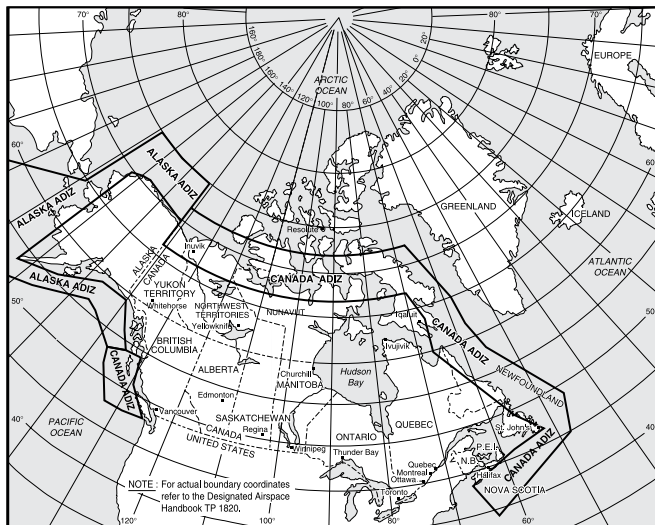 70°
160°
70°
EUROPE
160°
160°
140°
120°
100°
80°
60°
40°
20°
0°
20°
ARCTIC
OCEAN
60°
60°
ALASKA ADIZ
ALASKA ADIZ
ALASKA ADIZ
GREENLAND
ICELAND
Resolute
Inuvik
ALASKA
CANADA
CANADA ADIZ
ATLANTIC
OCEAN
50°
50°
YUKON
TERRITORY
Whitehorse
NORTHWEST
TERRITORIES
Yellowknife
NUNAVUT
Iqaluit
CANADA ADIZ
Ivujivik
BRITISH
COLUMBIA
CANADA ADIZ
ALBERTA
Churchill
MANITOBA
Hudson
Bay
NEWFOUNDLAND
40°
40°
PACIFIC
OCEAN
Vancouver
Edmonton
SASKATCHEWAN
Regina
CANADA
UNITED STATES
Winnipeg
ONTARIO
QUEBEC
Thunder Bay
St. John's
CANADA ADIZ
P.E.I.
N.B.
Halifax
NOVA SCOTIA
Quebec
Montreal
Ottawa
Toronto
NOTE : For actual boundary coordinates
refer to the Designated Airspace
Handbook TP 1820.
120°
100°
80°
60°